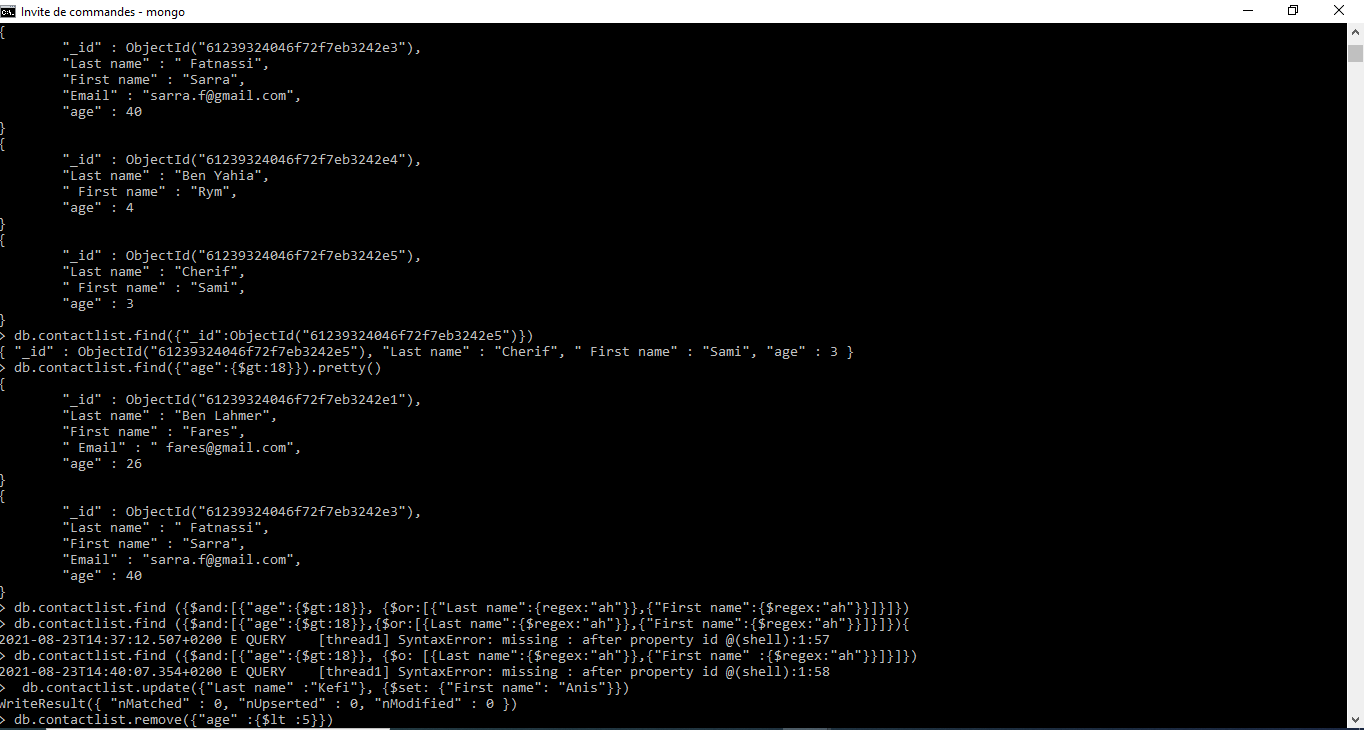 Invite de commandes - mongo
{
"_id" : ObjectId("61239324046f72f7eb3242e3"),
"Last name" : " Fatnassi",
"First name" : "Sarra",
"Email" : "sarra.f@gmail.com",
"age" : 40
}
{
"_id" : ObjectId("61239324046f72f7eb3242e4"),
"Last name" : "Ben Yahia",
" First name" : "Rym",
"age" : 4
}
{
"_id" : ObjectId("61239324046f72f7eb3242e5"),
"Last name" : "Cherif",
" First name" : "Sami",
"age" : 3
}
> db.contactlist.find({"_id":ObjectId("61239324046f72f7eb3242e5")})
{ "_id" : ObjectId("61239324046f72f7eb3242e5"), "Last name" : "Cherif", " First name" : "Sami", "age" : 3 }
> db.contactlist.find({"age":{$gt:18}}).pretty()
{
"_id" : ObjectId("61239324046f72f7eb3242e1"),
"Last name" : "Ben Lahmer",
"First name" : "Fares",
" Email" : " fares@gmail.com",
"age" : 26
}
{
"_id" : ObjectId("61239324046f72f7eb3242e3"),
"Last name" : " Fatnassi",
"First name" : "Sarra",
"Email" : "sarra.f@gmail.com",
"age" : 40
}
> db.contactlist.find ({$and:[{"age":{$gt:18}}, {$or:[{"Last name":{regex:"ah"}},{"First name":{$regex:"ah"}}]}]})
> db.contactlist.find ({$and:[{"age":{$gt:18}},{$or:[{Last name":{$regex:"ah"}},{"First name":{$regex:"ah"}}]}]}){
2021-08-23T14:37:12.507+0200 E QUERY    [thread1] SyntaxError: missing : after property id @(shell):1:57
> db.contactlist.find ({$and:[{"age":{$gt:18}}, {$o: [{Last name":{$regex:"ah"}},{"First name" :{$regex:"ah"}}]}]})
2021-08-23T14:40:07.354+0200 E QUERY    [thread1] SyntaxError: missing : after property id @(shell):1:58
>  db.contactlist.update({"Last name" :"Kefi"}, {$set: {"First name": "Anis"}})
WriteResult({ "nMatched" : 0, "nUpserted" : 0, "nModified" : 0 })
> db.contactlist.remove({"age" :{$lt :5}})